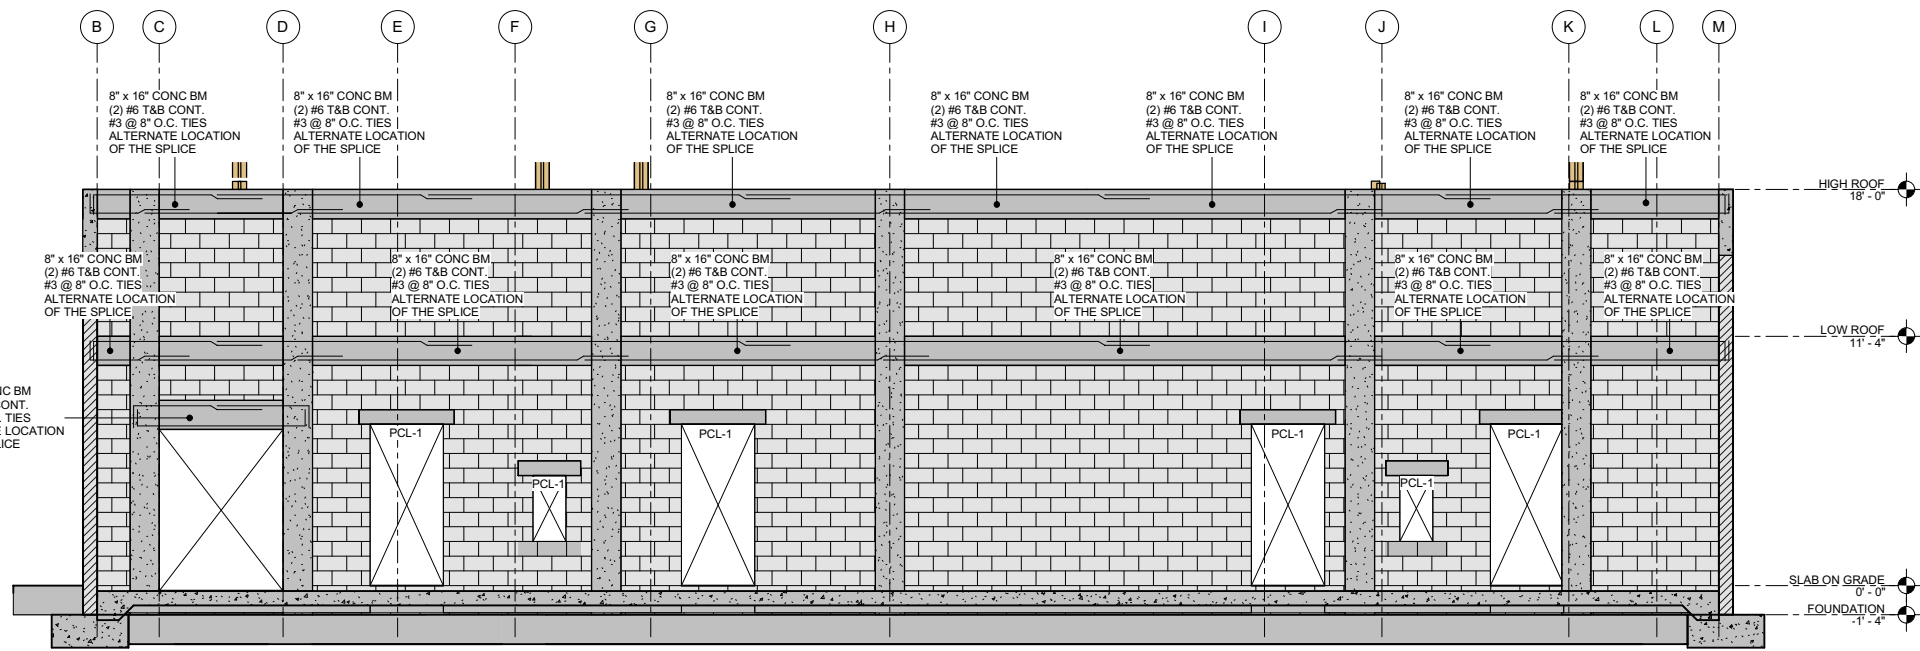 B
C
D
E
F
G
H
I
J
K
L
M
8" x 16" CONC BM
(2) #6 T&B CONT.
#3 @ 8" O.C. TIES
ALTERNATE LOCATION
OF THE SPLICE
8" x 16" CONC BM
(2) #6 T&B CONT.
#3 @ 8" O.C. TIES
ALTERNATE LOCATION
OF THE SPLICE
8" x 16" CONC BM
(2) #6 T&B CONT.
#3 @ 8" O.C. TIES
ALTERNATE LOCATION
OF THE SPLICE
8" x 16" CONC BM
(2) #6 T&B CONT.
#3 @ 8" O.C. TIES
ALTERNATE LOCATION
OF THE SPLICE
8" x 16" CONC BM
(2) #6 T&B CONT.
#3 @ 8" O.C. TIES
ALTERNATE LOCATION
OF THE SPLICE
8" x 16" CONC BM
(2) #6 T&B CONT.
#3 @ 8" O.C. TIES
ALTERNATE LOCATION
OF THE SPLICE
8" x 16" CONC BM
(2) #6 T&B CONT.
#3 @ 8" O.C. TIES
ALTERNATE LOCATION
OF THE SPLICE
HIGH ROOF
18' - 0"
8" x 16" CONC BM
(2) #6 T&B CONT.
#3 @ 8" O.C. TIES
ALTERNATE LOCATION
OF THE SPLICE
8" x 16" CONC BM
(2) #6 T&B CONT.
#3 @ 8" O.C. TIES
ALTERNATE LOCATION
OF THE SPLICE
8" x 16" CONC BM
(2) #6 T&B CONT.
#3 @ 8" O.C. TIES
ALTERNATE LOCATION
OF THE SPLICE
8" x 16" CONC BM
(2) #6 T&B CONT.
#3 @ 8" O.C. TIES
ALTERNATE LOCATION
OF THE SPLICE
8" x 16" CONC BM
(2) #6 T&B CONT.
#3 @ 8" O.C. TIES
ALTERNATE LOCATION
OF THE SPLICE
8" x 16" CONC BM
(2) #6 T&B CONT.
#3 @ 8" O.C. TIES
ALTERNATE LOCATION
OF THE SPLICE
LOW ROOF
11' - 4"
NC BM
CONT.
TIES
LOCATION
LICE
PCL-1
PCL-1
PCL-1
PCL-1
PCL-1
PCL-1
SLAB ON GRADE
0' - 0"
FOUNDATION
-1' - 4"